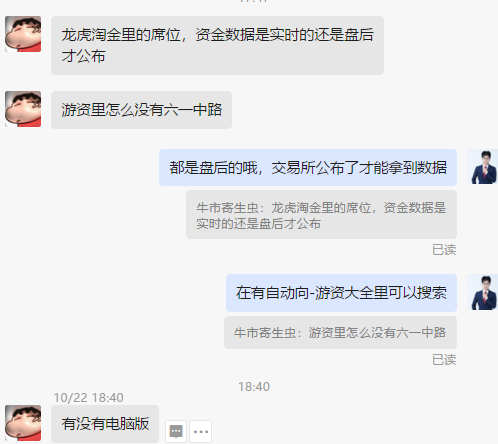 龙虎淘金里的席位，资金数据是实时的还是盘后
才公布
游资里怎么没有六一中路
都是盘后的哦，交易所公布了才能拿到数据
牛市寄生虫：龙虎淘金里的席位，资金数据是
实时的还是盘后才公布
已读
在有自动向-游资大全里可以搜索
牛市寄生虫：游资里怎么没有六一中路
已读
18:40
10/22 18:40
有没有电脑版